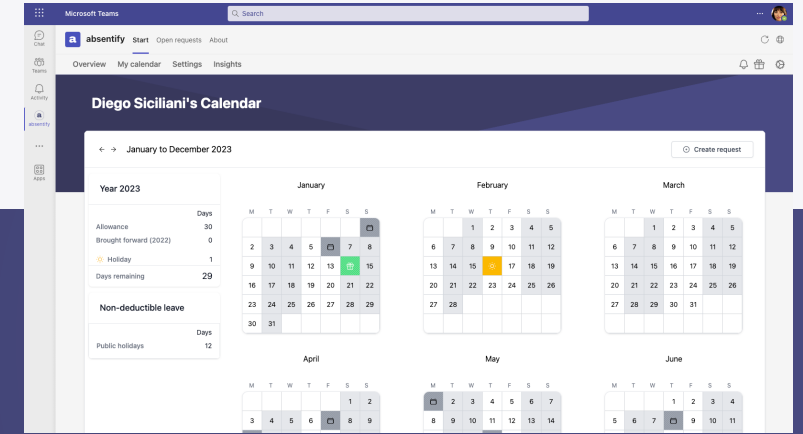 Microsoft Teams
Search
Chat
Teams
Activity
absentify
Apps
a absentify Start Open requests About
Overview My calendar Settings Insights
Diego Siciliani's Calendar
← → January to December 2023
Create request
Year 2023
Days
Allowance 30
Brought forward (2022) 0
Holiday 1
Days remaining 29
Non-deductible leave
Days
Public holidays 12
January
M T W T F S S
2 3 4 5 7 8
9 10 11 12 13 15
16 17 18 19 20 21 22
23 24 25 26 27 28 29
30 31
February
M T W T F S S
1 2 3 4 5
6 7 8 9 10 11 12
13 14 15 17 18 19
20 21 22 23 24 25 26
27 28
March
M T W T F S S
1 2 3 4 5
6 7 8 9 10 11 12
13 14 15 16 17 18 19
20 21 22 23 24 25 26
27 28 29 30 31
April
M T W T F S S
1 2
3 4 5 6 8 9
May
M T W T F S S
2 3 4 5 6 7
8 9 10 11 12 13 14
June
M T W T F S S
1 2 3 4
5 6 7 9 10 11